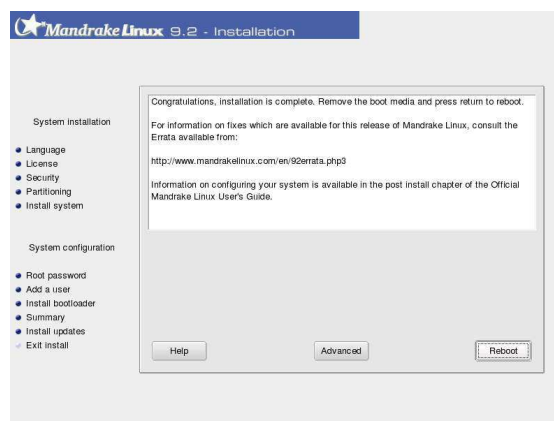 Mandrake Linux 9.2 - Installation
System installation
Language
License
Security
Partitioning
Install system
System configuration
Root password
Add a user
Install bootloader
Summary
Install updates
Exit install
Congratulations, installation is complete. Remove the boot media and press return to reboot.
For information on fixes which are available for this release of Mandrake Linux, consult the
Errata available from:
http://www.mandrakelinux.com/en/92errata.php3
Information on configuring your system is available in the post install chapter of the Official
Mandrake Linux User's Guide.
Help
Advanced
Reboot